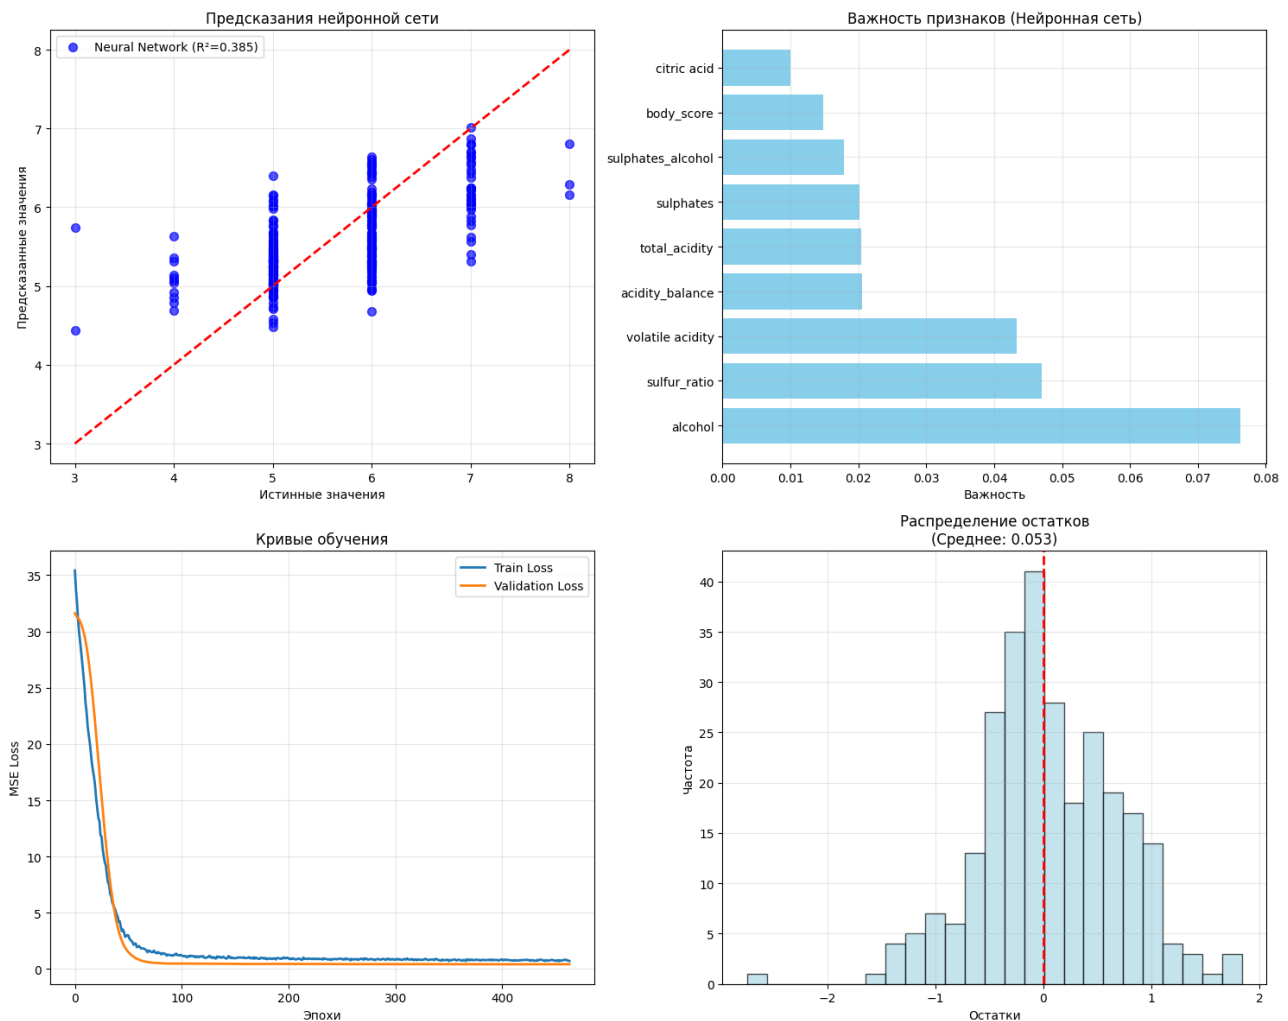 Предсказания нейронной сети
Neural Network (R²=0.385)
Предсказанные значения
8
7
6
5
4
3
3 4 5 6 7 8
Истинные значения
Важность признаков (Нейронная сеть)
citric acid
body_score
sulphates_alcohol
sulphates
total_acidity
acidity_balance
volatile acidity
sulfur_ratio
alcohol
0.00 0.01 0.02 0.03 0.04 0.05 0.06 0.07 0.08
Важность
Кривые обучения
Train Loss
Validation Loss
MSE Loss
35
30
25
20
15
10
5
0
0 100 200 300 400
Эпохи
Распределение остатков
(Среднее: 0.053)
Частота
40
35
30
25
20
15
10
5
0
−2 −1 0 1 2
Остатки